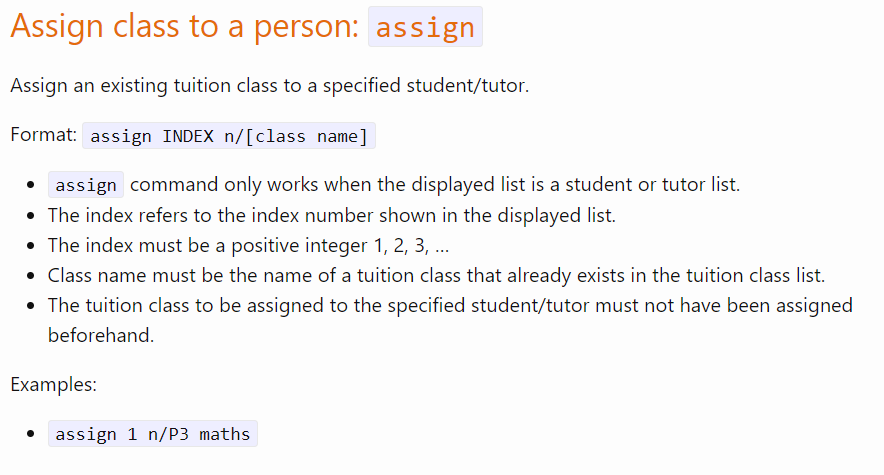 Assign class to a person: assign
Assign an existing tuition class to a specified student/tutor.
Format: assign INDEX n/[class name]
• assign command only works when the displayed list is a student or tutor list.
• The index refers to the index number shown in the displayed list.
• The index must be a positive integer 1, 2, 3, …
• Class name must be the name of a tuition class that already exists in the tuition class list.
• The tuition class to be assigned to the specified student/tutor must not have been assigned
beforehand.
Examples:
• assign 1 n/P3 maths